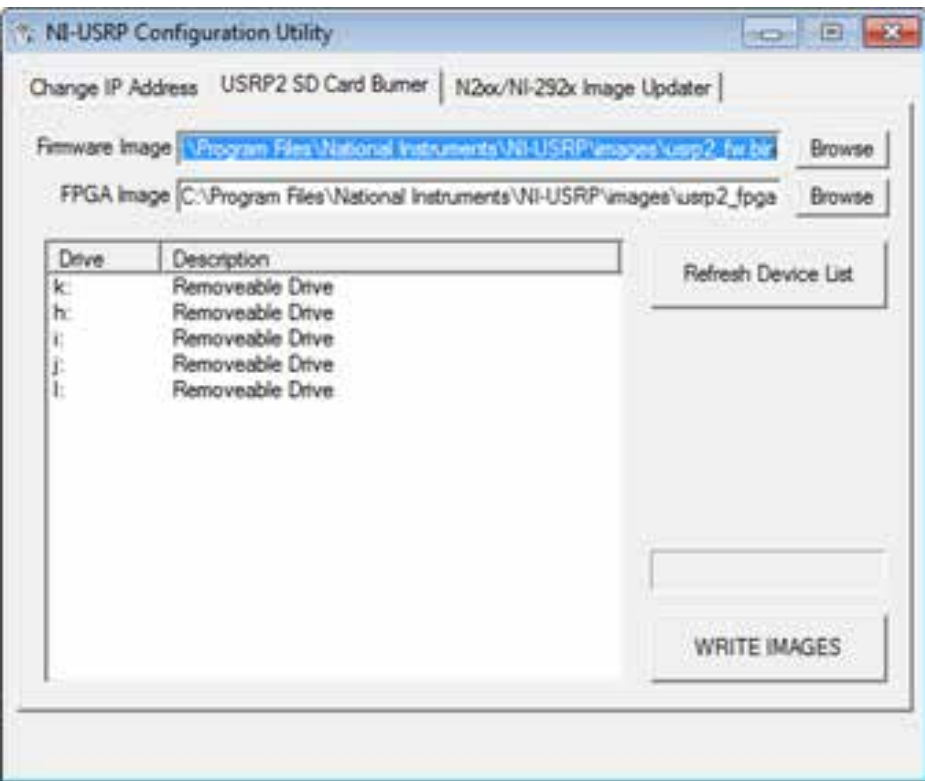 NI-USRP Configuration Utility
Change IP Address USRP2 SD Card Burner N2xx/NI-292x Image Updater
Firmware Image :\Program Files\National Instruments\NI-USRP\images\usrp2_fw.bin Browse
FPGA Image C:\Program Files\National Instruments\NI-USRP\images\usrp2_fpga Browse
Drive Description
Refresh Device List
k: Removeable Drive
h: Removeable Drive
i: Removeable Drive
j: Removeable Drive
l: Removeable Drive
WRITE IMAGES